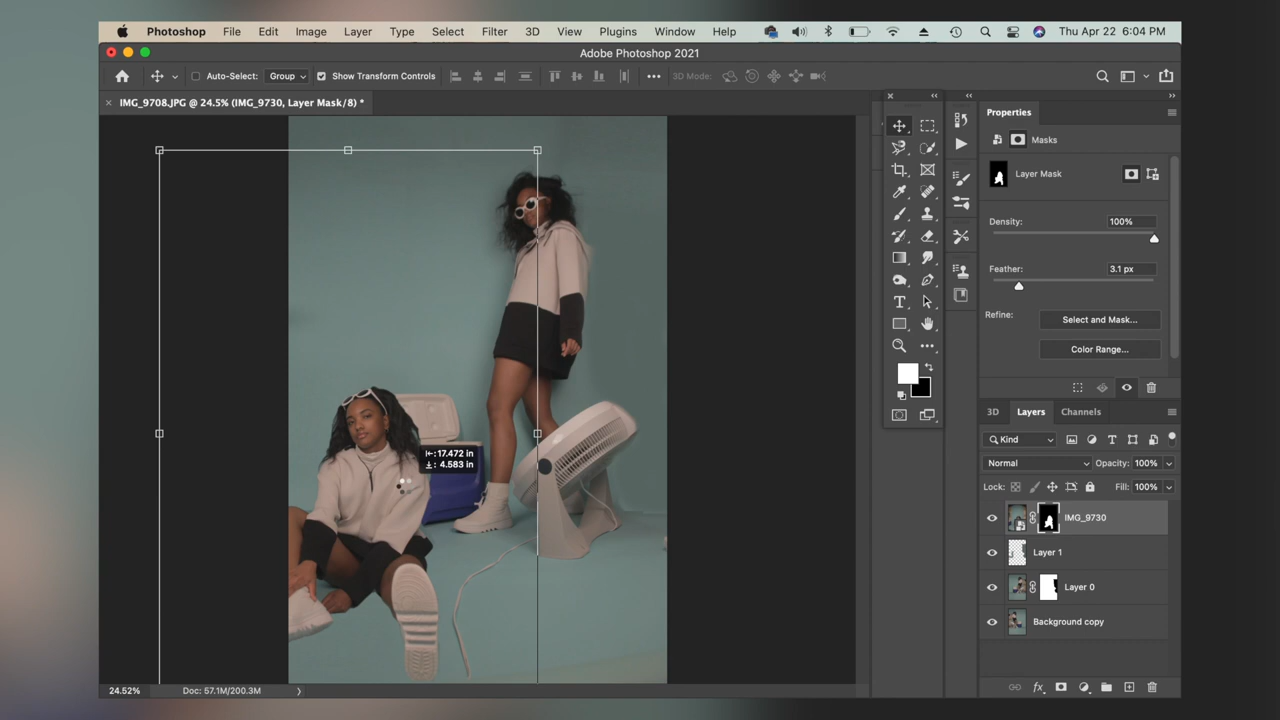 Photoshop File Edit Image Layer Type Select Filter 3D View Plugins Window Help Thu Apr 22 6:04 PM
Adobe Photoshop 2021
Auto-Select: Group Show Transform Controls 3D Mode:
IMG_9708.JPG @ 24.5% (IMG_9730, Layer Mask/8) *
Properties
Masks
Layer Mask
Density: 100%
Feather: 3.1 px
Refine: Select and Mask...
Color Range...
3D Layers Channels
Kind
Normal Opacity: 100%
Lock: Fill: 100%
IMG_9730
Layer 1
Layer 0
Background copy
17.472 in
4.583 in
24.52% Doc: 57.1M/200.3M
fx